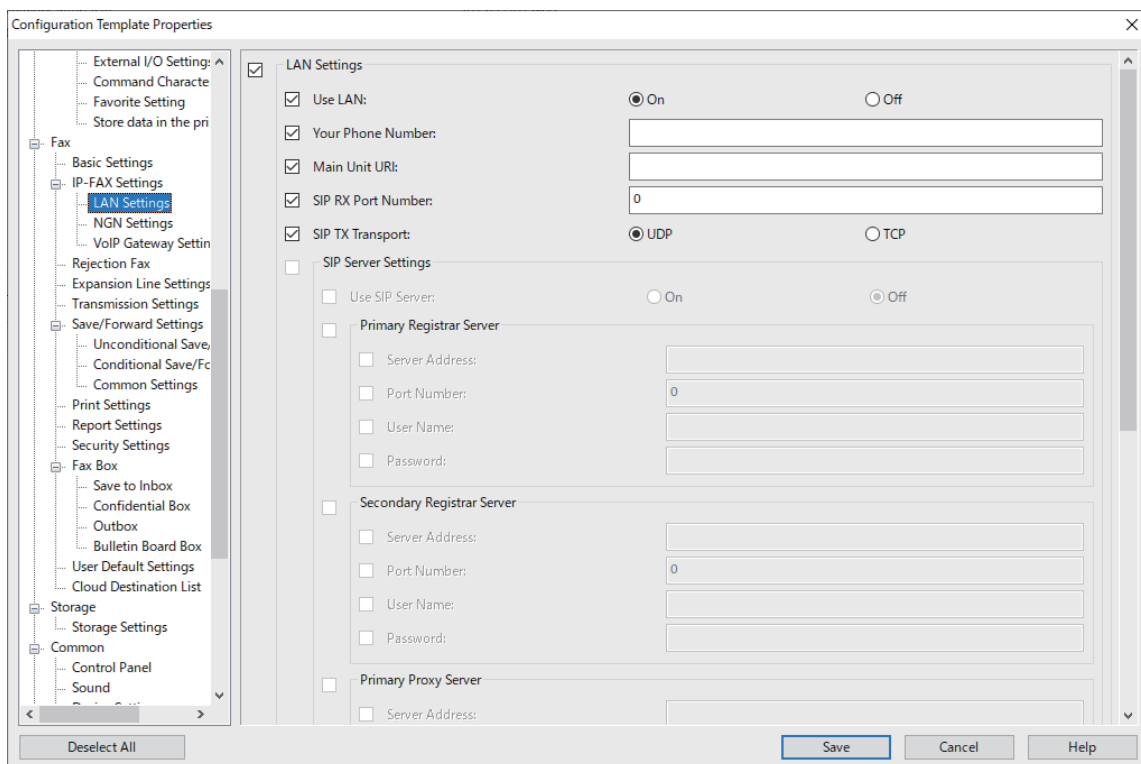 Configuration Template Properties
External I/O Setting
Command Characte
Favorite Setting
Store data in the pri
Fax
Basic Settings
IP-FAX Settings
LAN Settings
NGN Settings
VoIP Gateway Settin
Rejection Fax
Expansion Line Settings
Transmission Settings
Save/Forward Settings
Unconditional Save/
Conditional Save/Fc
Common Settings
Print Settings
Report Settings
Security Settings
Fax Box
Save to Inbox
Confidential Box
Outbox
Bulletin Board Box
User Default Settings
Cloud Destination List
Storage
Storage Settings
Common
Control Panel
Sound
LAN Settings
Use LAN: On Off
Your Phone Number:
Main Unit URI:
SIP RX Port Number: 0
SIP TX Transport: UDP TCP
SIP Server Settings
Use SIP Server: On Off
Primary Registrar Server
Server Address:
Port Number: 0
User Name:
Password:
Secondary Registrar Server
Server Address:
Port Number: 0
User Name:
Password:
Primary Proxy Server
Server Address:
Deselect All Save Cancel Help